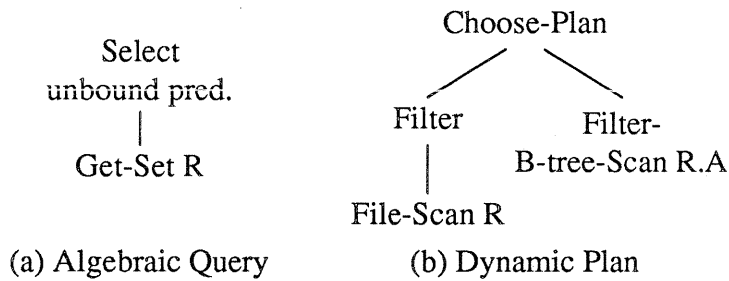 Select
unbound pred.
Get-Set R
(a) Algebraic Query
Choose-Plan
Filter
Filter-
B-tree-Scan R.A
File-Scan R
(b) Dynamic Plan